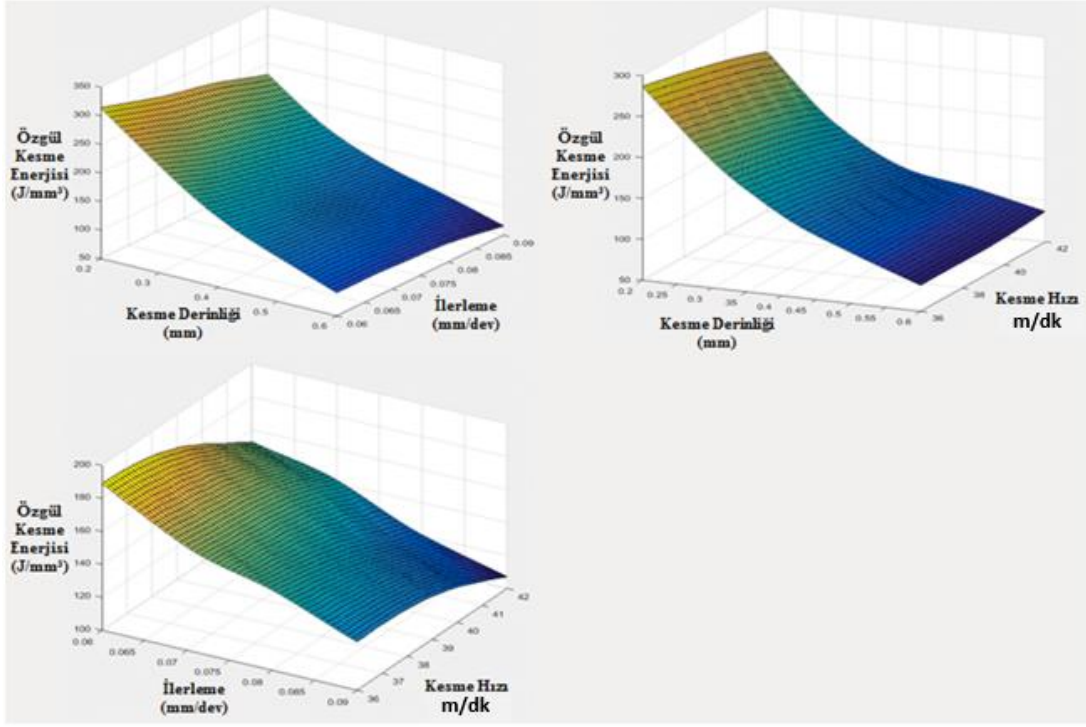 350
300
250
200
150
100
50
Özgül
Kesme
Enerjisi
(J/mm³)
0.2
0.3
0.4
0.5
0.6
Kesme Derinliği
(mm)
0.06
0.065
0.07
0.075
0.08
0.085
0.09
İlerleme
(mm/dev)
300
250
200
150
100
50
Özgül
Kesme
Enerjisi
(J/mm³)
0.2
0.25
0.3
0.35
0.4
0.45
0.5
0.55
0.6
Kesme Derinliği
(mm)
36
38
40
42
Kesme Hızı
m/dk
200
180
160
140
120
100
Özgül
Kesme
Enerjisi
(J/mm³)
0.06
0.065
0.07
0.075
0.08
0.085
0.09
İlerleme
(mm/dev)
36
37
38
39
40
41
42
Kesme Hızı
m/dk